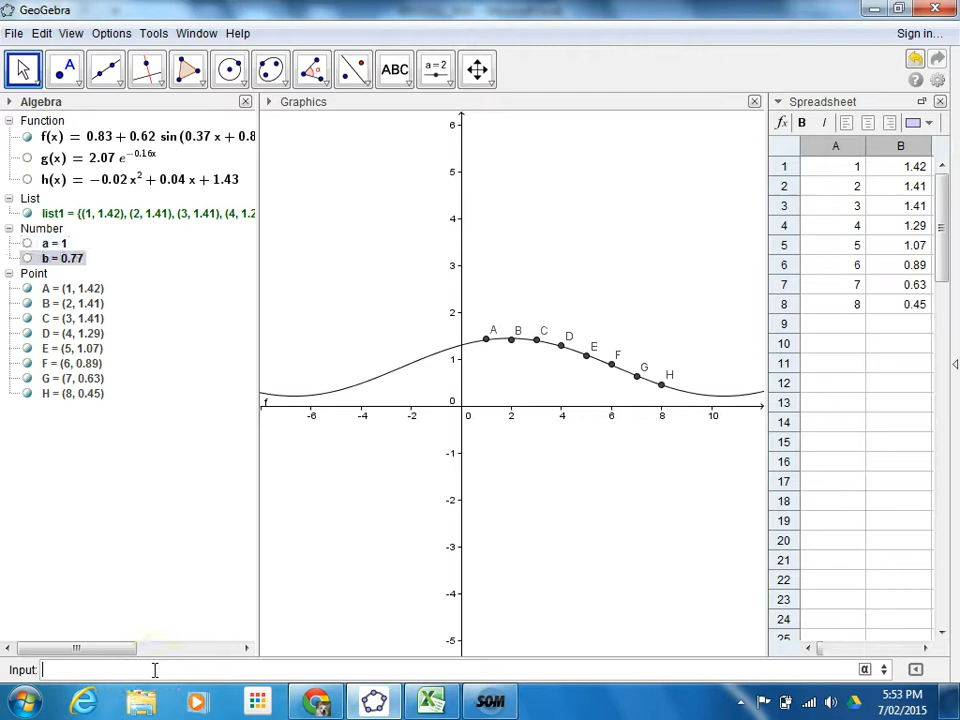 GeoGebra
File Edit View Options Tools Window Help Sign in...
A ABC a = 2
Algebra
Graphics
Spreadsheet
Function
f(x) = 0.83 + 0.62 sin(0.37 x + 0.8
g(x) = 2.07 e^-0.16x
h(x) = −0.02 x² + 0.04 x + 1.43
List
list1 = {(1, 1.42), (2, 1.41), (3, 1.41), (4, 1.2
Number
a = 1
b = 0.77
Point
A = (1, 1.42)
B = (2, 1.41)
C = (3, 1.41)
D = (4, 1.29)
E = (5, 1.07)
F = (6, 0.89)
G = (7, 0.63)
H = (8, 0.45)
6
5
4
3
2
1
0
-1
-2
-3
-4
-5
-6 -4 -2 0 2 4 6 8 10
A B C D E F G H
f
fx B I
A B
1 1 1.42
2 2 1.41
3 3 1.41
4 4 1.29
5 5 1.07
6 6 0.89
7 7 0.63
8 8 0.45
9
10
11
12
13
14
15
16
17
18
19
20
21
22
23
24
25
Input:
α
SOM
5:53 PM
7/02/2015